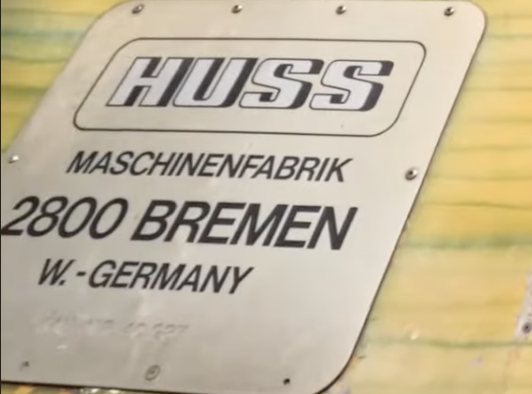 HUSS
MASCHINENFABRIK
2800 BREMEN
W.-GERMANY